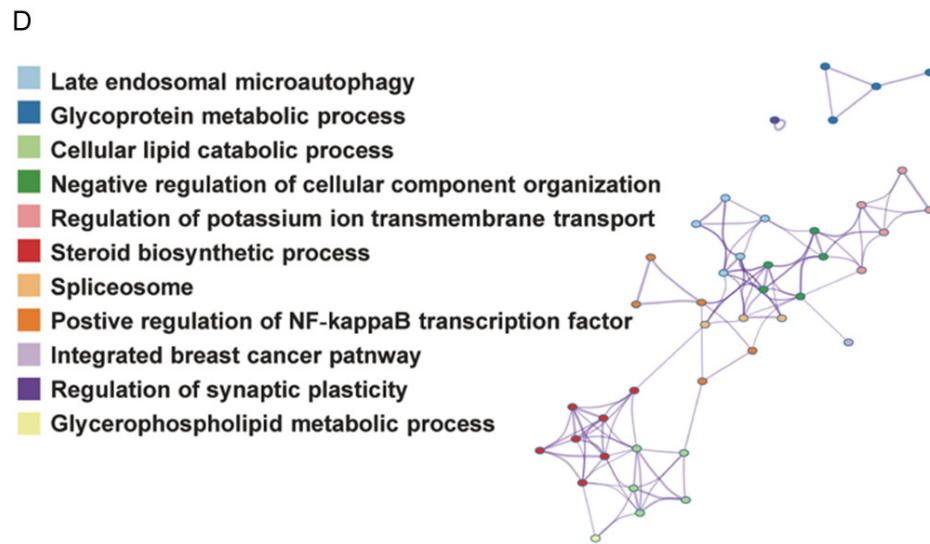 D
Late endosomal microautophagy
Glycoprotein metabolic process
Cellular lipid catabolic process
Negative regulation of cellular component organization
Regulation of potassium ion transmembrane transport
Steroid biosynthetic process
Spliceosome
Postive regulation of NF-kappaB transcription factor
Integrated breast cancer patnway
Regulation of synaptic plasticity
Glycerophospholipid metabolic process